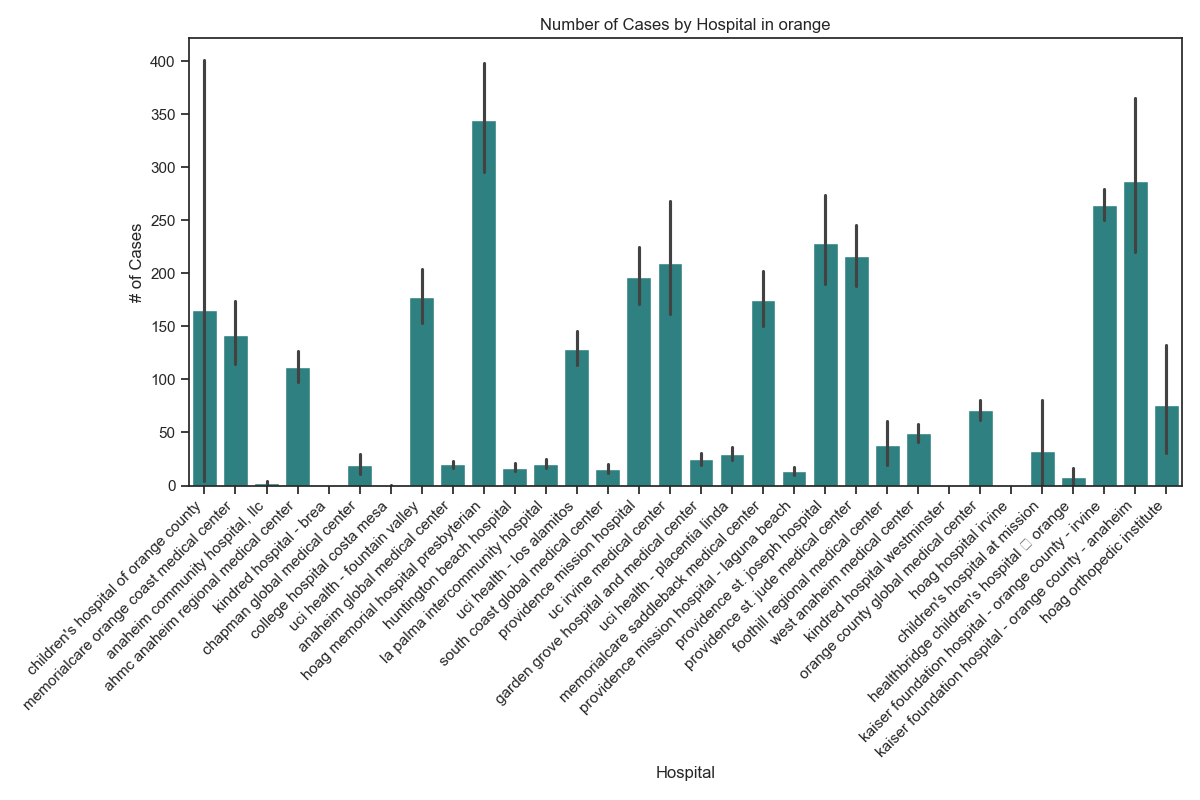 Number of Cases by Hospital in orange
# of Cases
400
350
300
250
200
150
100
50
0
children's hospital of orange county
memorialcare orange coast medical center
anaheim community hospital, llc
ahmc anaheim regional medical center
kindred hospital - brea
chapman global medical center
college hospital costa mesa
uci health - fountain valley
anaheim global medical center
hoag memorial hospital presbyterian
huntington beach hospital
la palma intercommunity hospital
uci health - los alamitos
south coast global medical center
providence mission hospital
uc irvine medical center
garden grove hospital and medical center
uci health - placentia linda
memorialcare saddleback medical center
providence mission hospital - laguna beach
providence st. joseph hospital
providence st. jude medical center
foothill regional medical center
west anaheim medical center
kindred hospital westminster
orange county global medical center
hoag hospital irvine
children's hospital at mission
healthbridge children's hospital ▯ orange
kaiser foundation hospital - orange county - irvine
kaiser foundation hospital - orange county - anaheim
hoag orthopedic institute
Hospital